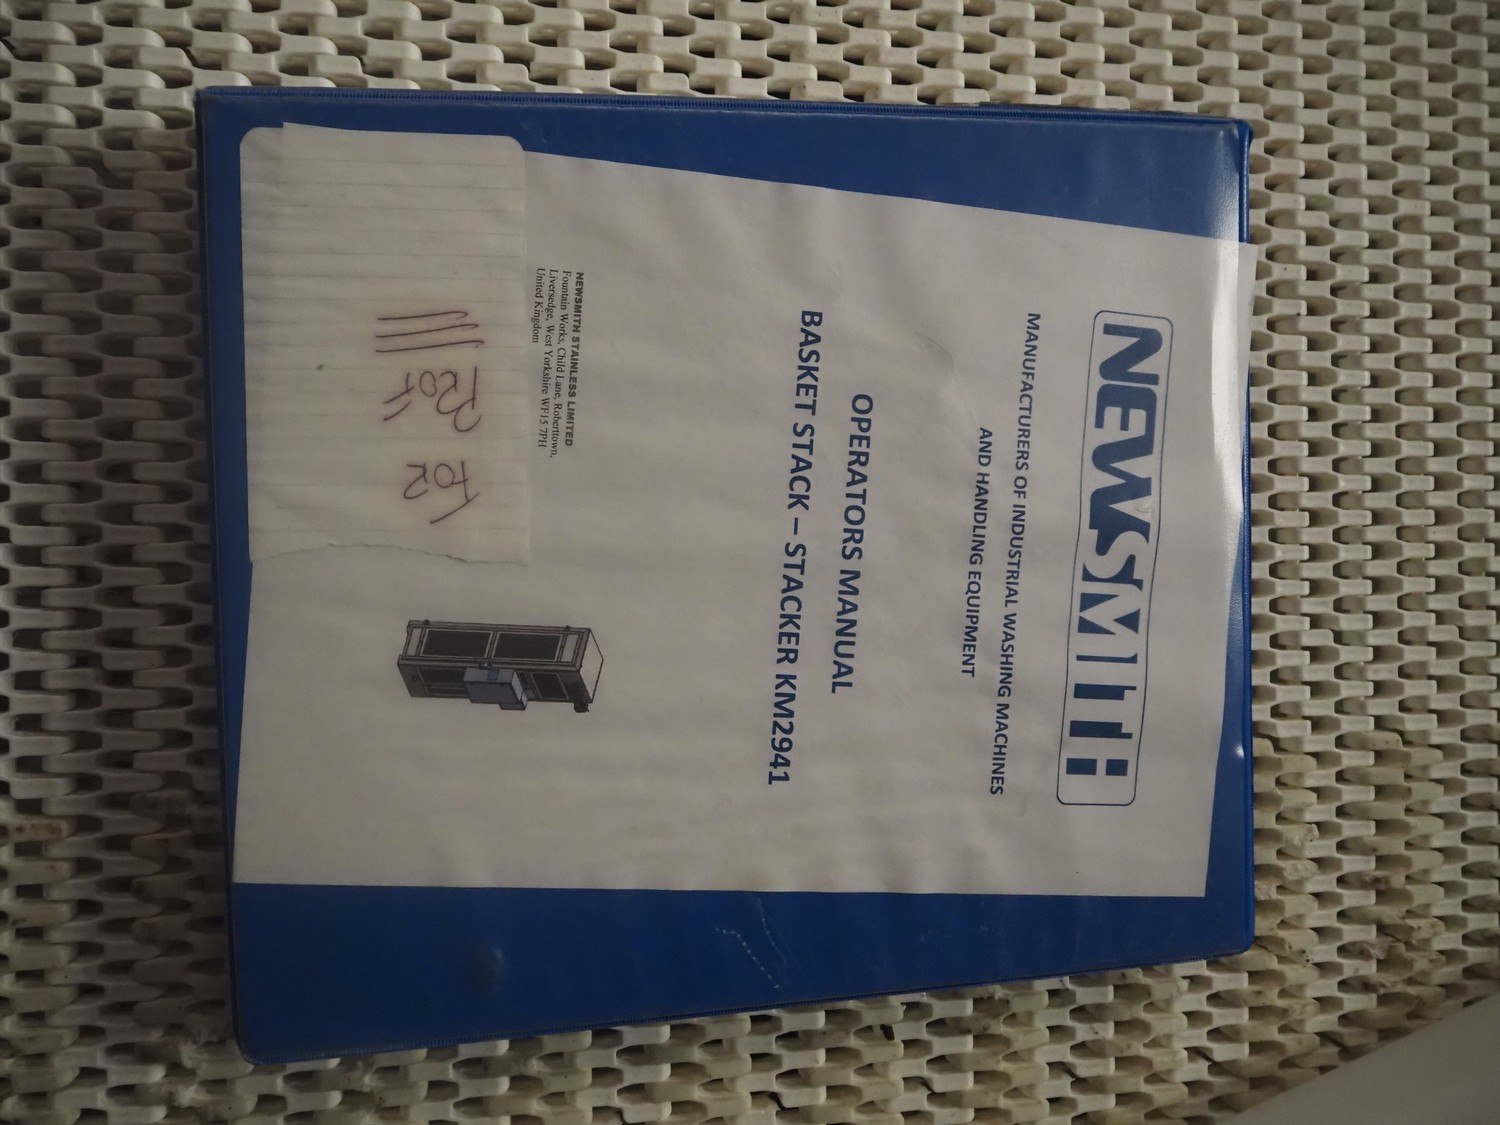 NEWSMITH
MANUFACTURERS OF INDUSTRIAL WASHING MACHINES
AND HANDLING EQUIPMENT
OPERATORS MANUAL
BASKET STACK – STACKER KM2941
NEWSMITH STAINLESS LIMITED
Fountain Works, Child Lane, Roberttown,
Liversedge, West Yorkshire WF15 7PH
United Kingdom